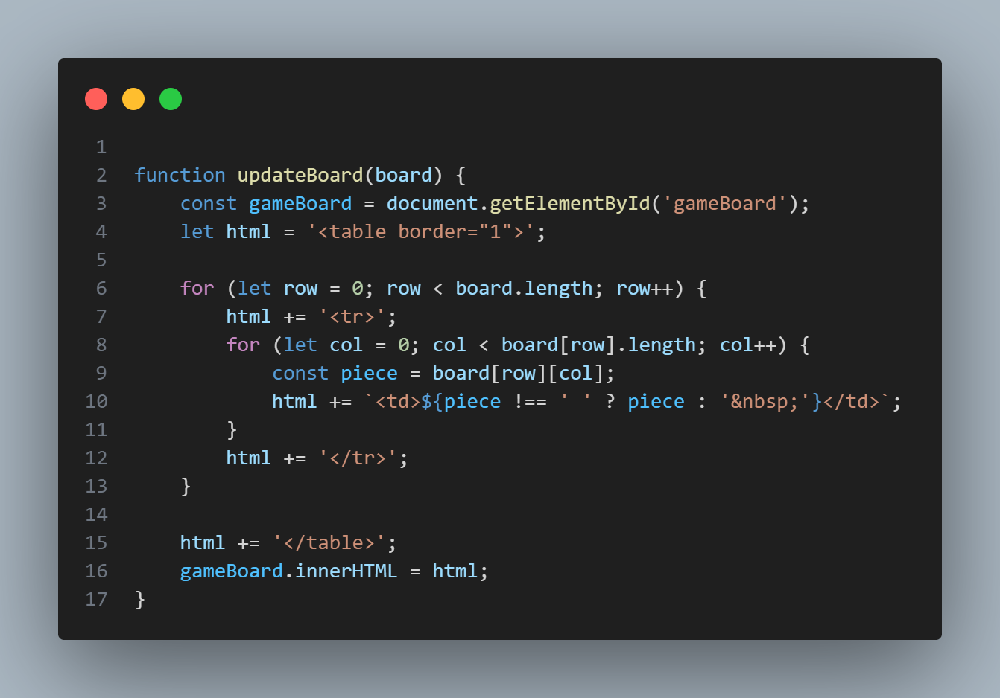 1
2 function updateBoard(board) {
3     const gameBoard = document.getElementById('gameBoard');
4     let html = '<table border="1">';
5
6     for (let row = 0; row < board.length; row++) {
7         html += '<tr>';
8         for (let col = 0; col < board[row].length; col++) {
9             const piece = board[row][col];
10             html += `<td>${piece !== ' ' ? piece : '&nbsp;'}</td>`;
11         }
12         html += '</tr>';
13     }
14
15     html += '</table>';
16     gameBoard.innerHTML = html;
17 }